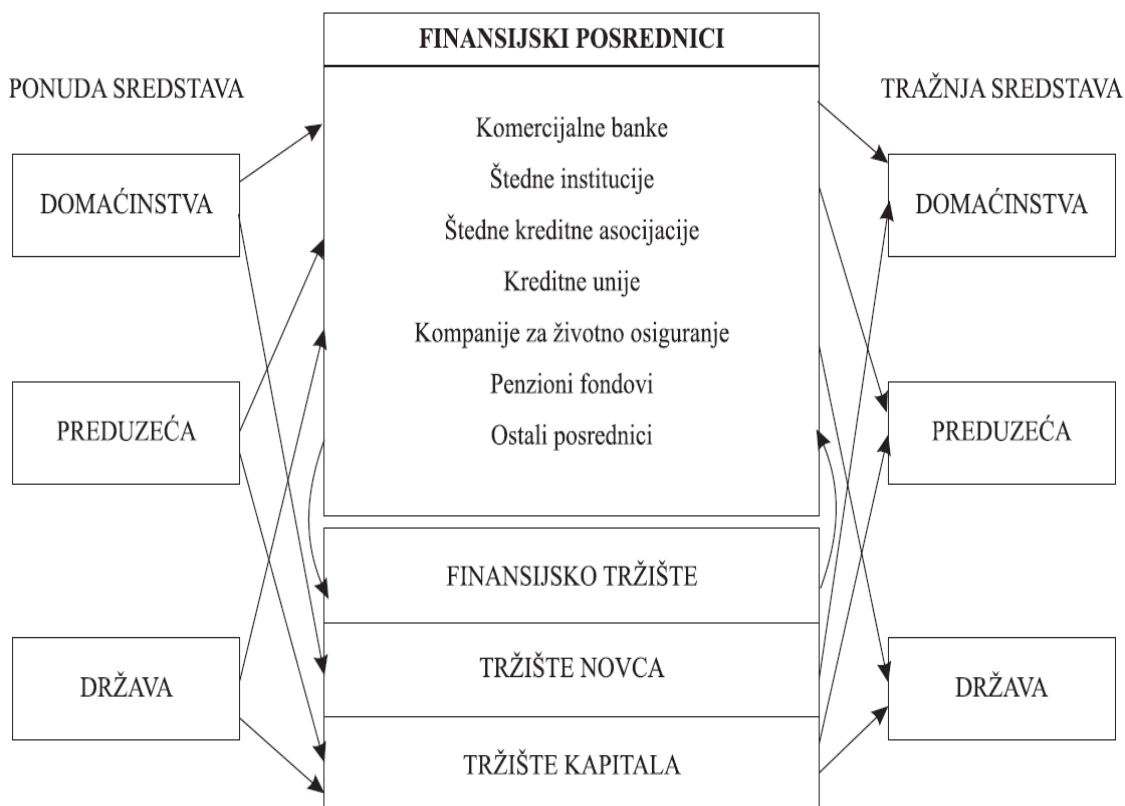 FINANSIJSKI POSREDNICI
PONUDA SREDSTAVA
TRAŽNJA SREDSTAVA
Komercijalne banke
Štedne institucije
Štedne kreditne asocijacije
Kreditne unije
Kompanije za životno osiguranje
Penzioni fondovi
Ostali posrednici
DOMAĆINSTVA
PREDUZEĆA
DRŽAVA
FINANSIJSKO TRŽIŠTE
TRŽIŠTE NOVCA
TRŽIŠTE KAPITALA
DOMAĆINSTVA
PREDUZEĆA
DRŽAVA